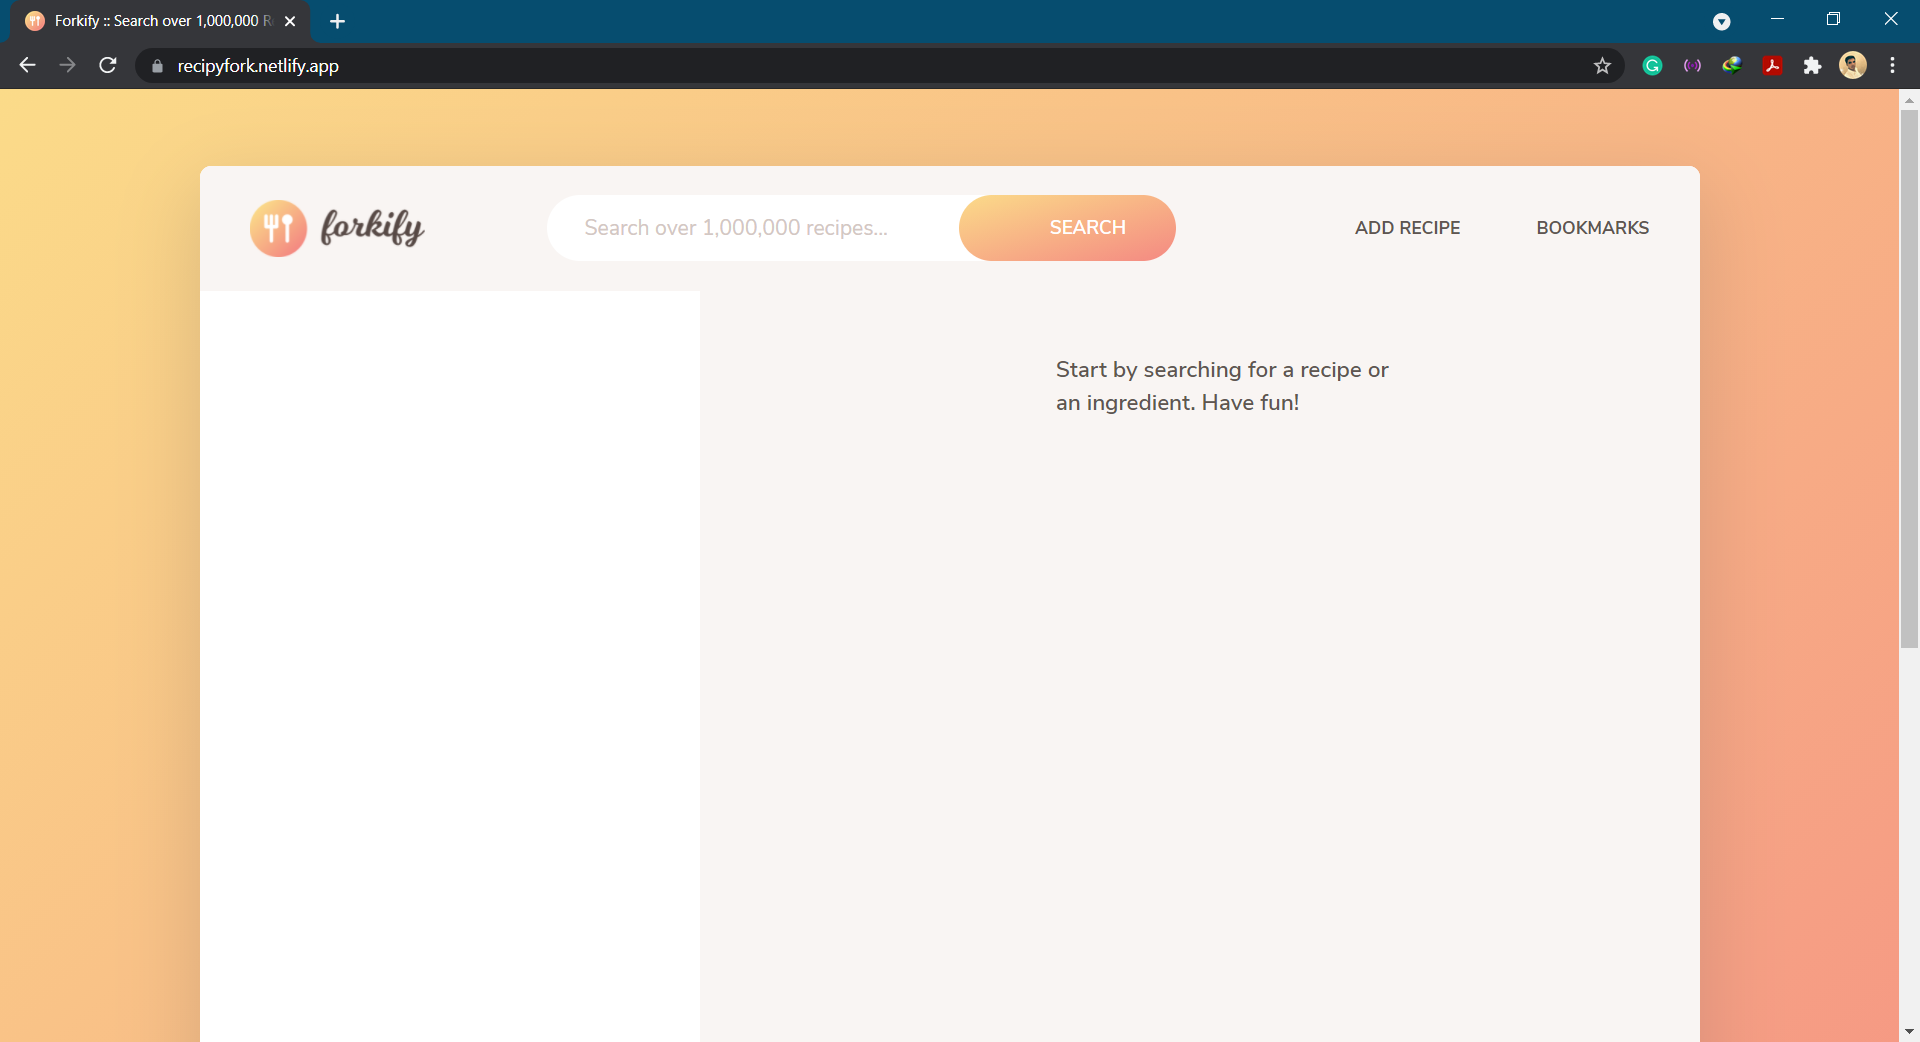 Forkify :: Search over 1,000,000 R
recipyfork.netlify.app
forkify
Search over 1,000,000 recipes...
SEARCH
ADD RECIPE
BOOKMARKS
Start by searching for a recipe or
an ingredient. Have fun!